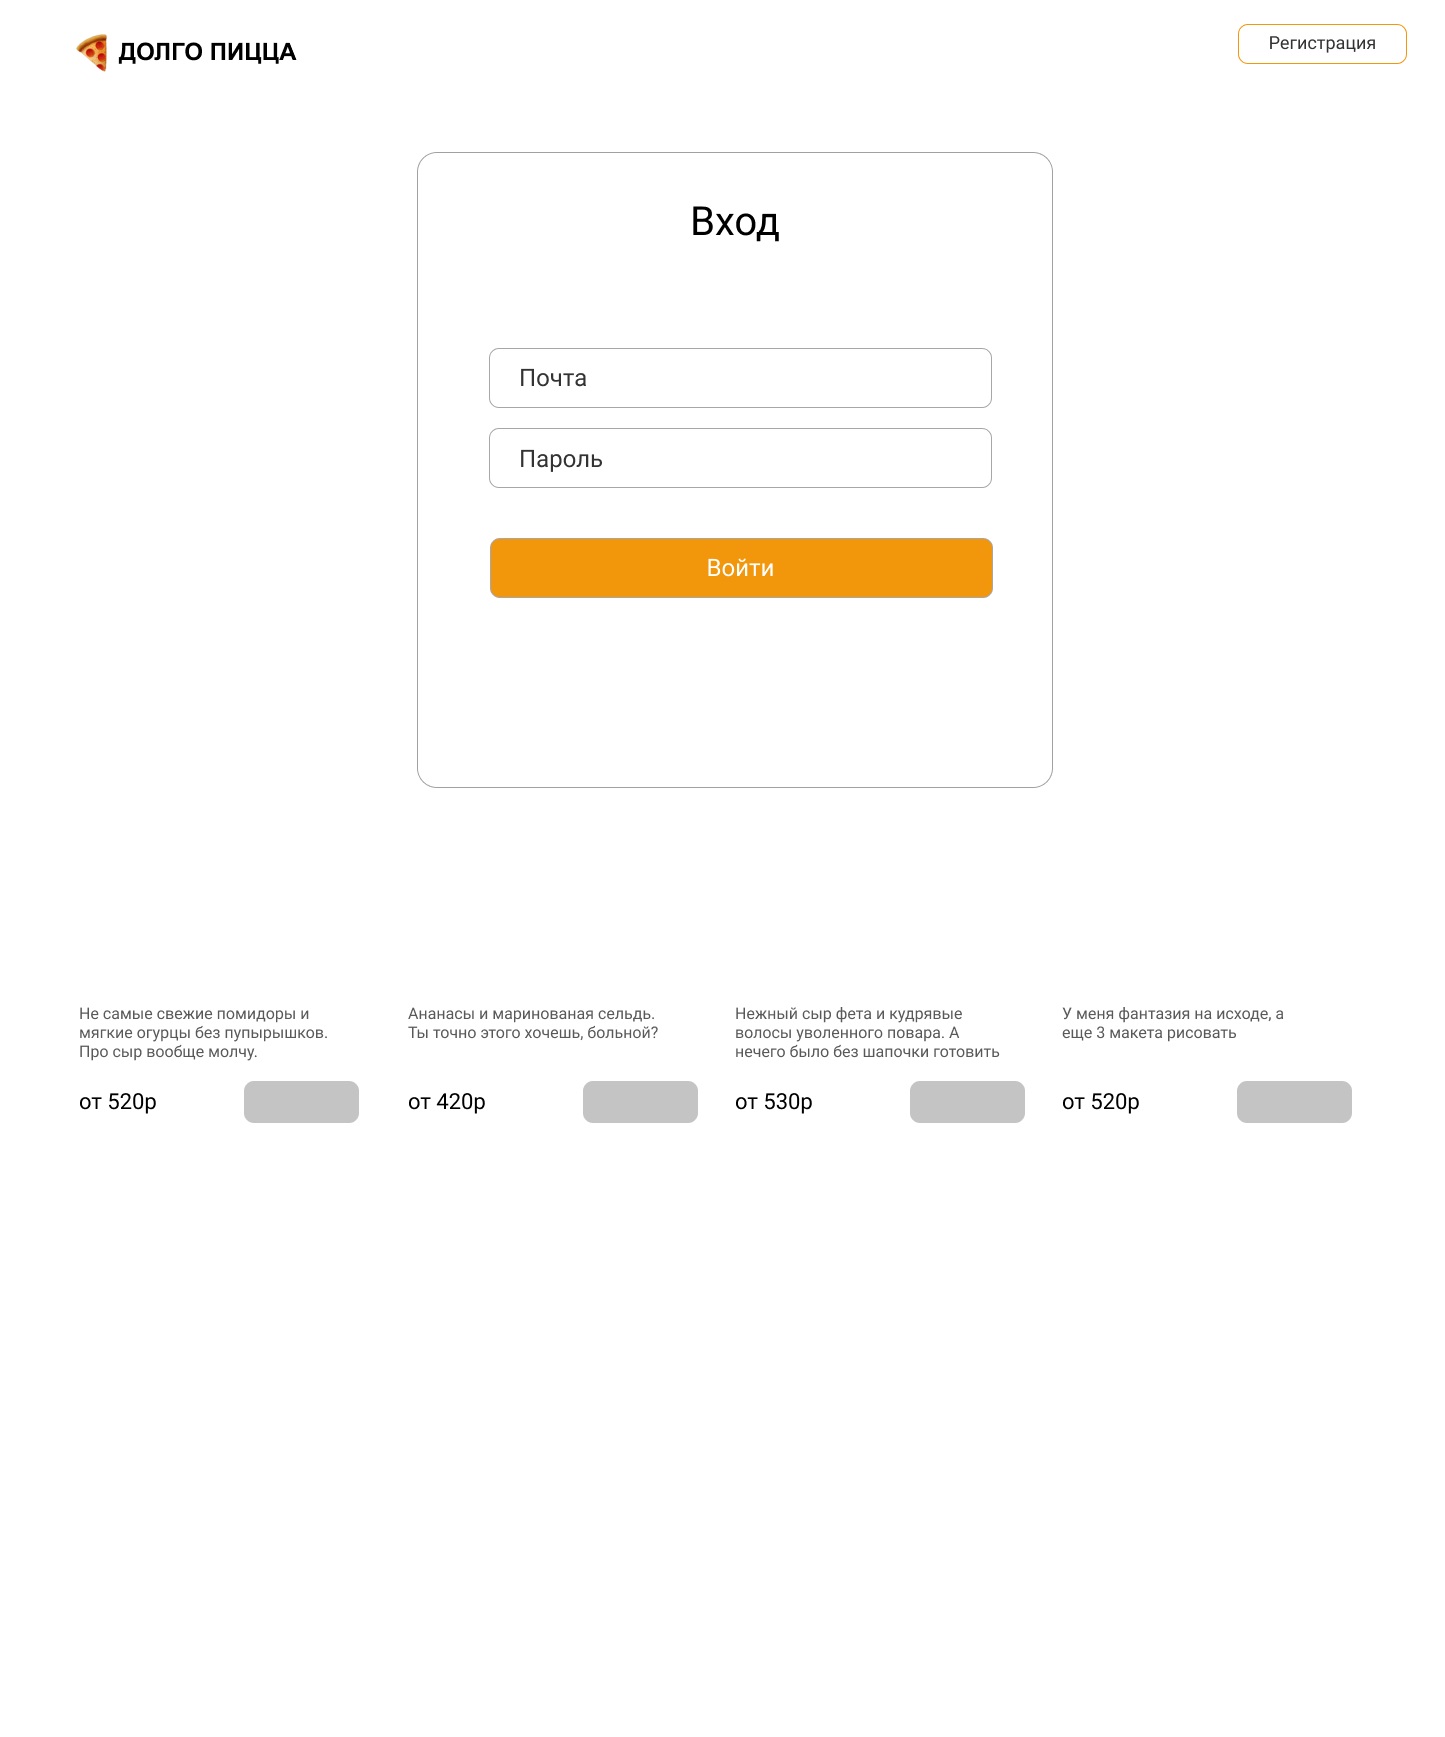 ДОЛГО ПИЦЦА
Регистрация
Вход
Почта
Пароль
Войти
Не самые свежие помидоры и
мягкие огурцы без пупырышков.
Про сыр вообще молчу.
от 520р
Ананасы и маринованая сельдь.
Ты точно этого хочешь, больной?
от 420р
Нежный сыр фета и кудрявые
волосы уволенного повара. А
нечего было без шапочки готовить
от 530р
У меня фантазия на исходе, а
еще 3 макета рисовать
от 520р